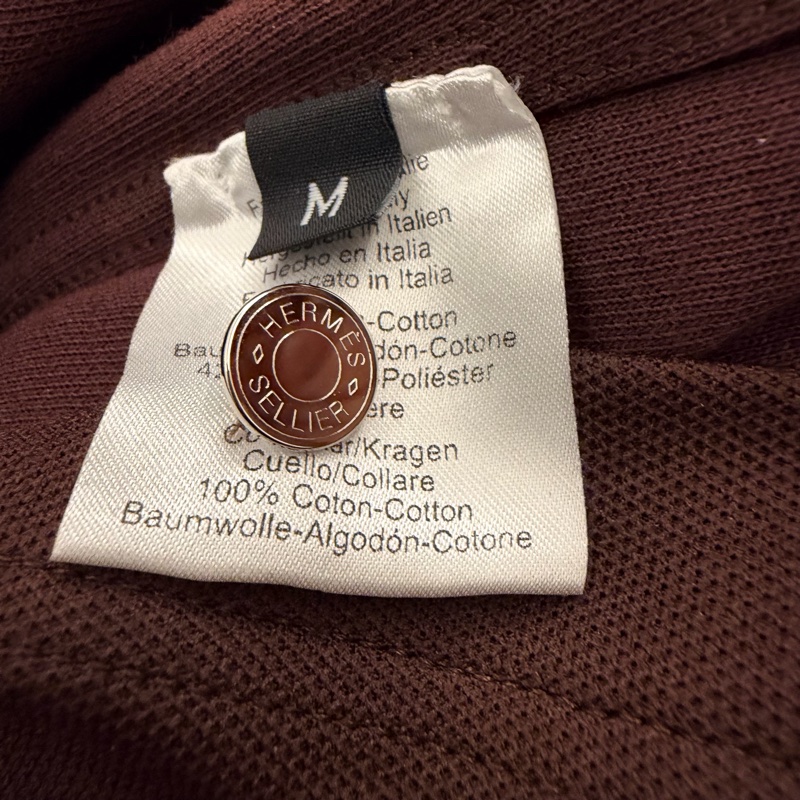 M
in Italien
Hecho en Italia
in Italia
HERMÈS
SELLIER
-Cotton
-Cotone
Poliéster
/Kragen
Cuello/Collare
100% Coton-Cotton
Baumwolle-Algodón-Cotone